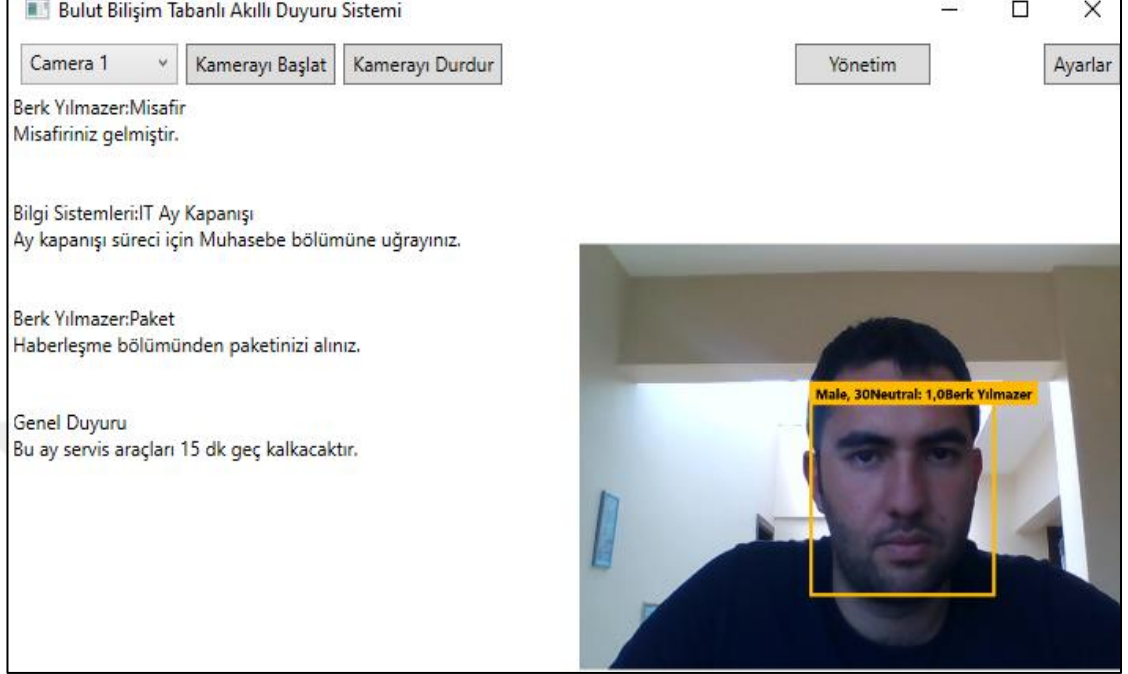 Bulut Bilişim Tabanlı Akıllı Duyuru Sistemi
Camera 1
Kamerayı Başlat
Kamerayı Durdur
Yönetim
Ayarlar
Berk Yılmazer:Misafir
Misafiriniz gelmiştir.
Bilgi Sistemleri:IT Ay Kapanışı
Ay kapanışı süreci için Muhasebe bölümüne uğrayınız.
Berk Yılmazer:Paket
Haberleşme bölümünden paketinizi alınız.
Genel Duyuru
Bu ay servis araçları 15 dk geç kalkacaktır.
Male, 30Neutral: 1,0Berk Yılmazer